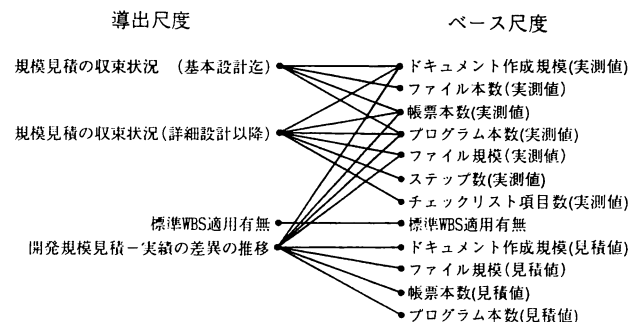 導出尺度
ベース尺度
規模見積の収束状況 (基本設計迄)
規模見積の収束状況(詳細設計以降)
標準WBS適用有無
開発規模見積－実績の差異の推移
ドキュメント作成規模(実測値)
ファイル本数(実測値)
帳票本数(実測値)
プログラム本数(実測値)
ファイル規模(実測値)
ステップ数(実測値)
チェックリスト項目数(実測値)
標準WBS適用有無
ドキュメント作成規模(見積値)
ファイル規模(見積値)
帳票本数(見積値)
プログラム本数(見積値)